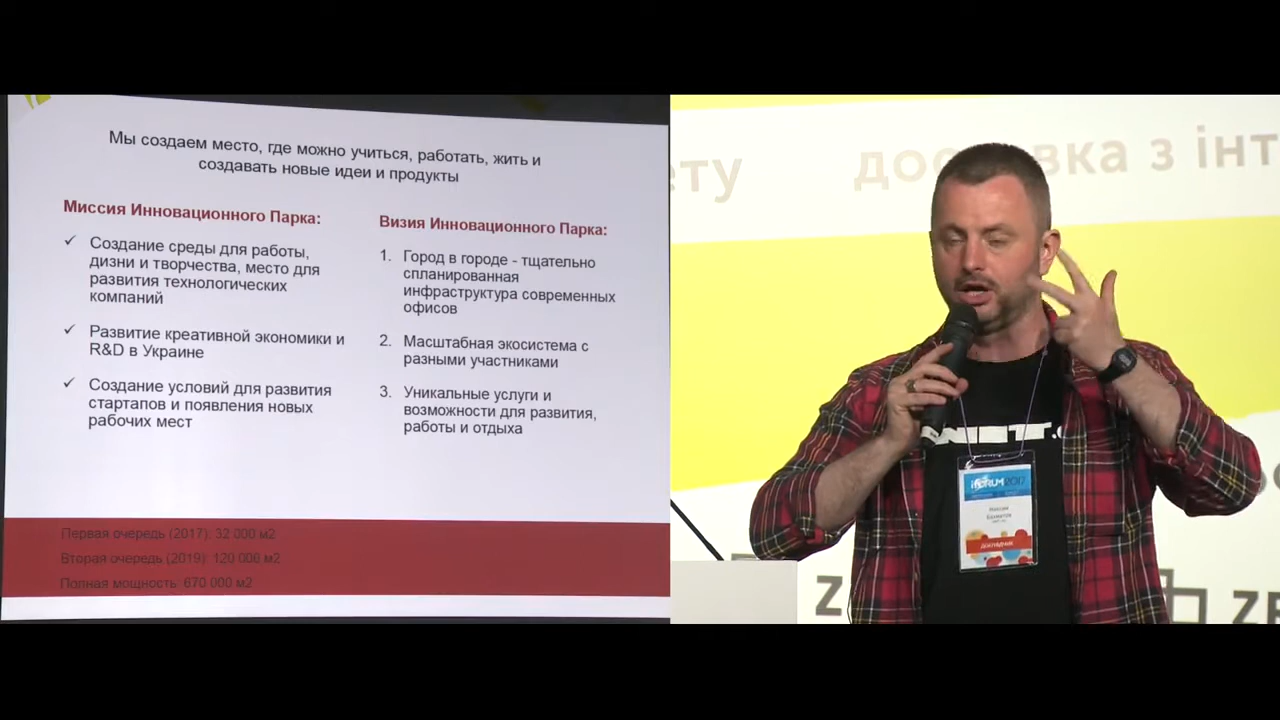 Мы создаем место, где можно учиться, работать, жить и
создавать новые идеи и продукты
Миссия Инновационного Парка:
Создание среды для работы,
дизни и творчества, место для
развития технологических
компаний
Развитие креативной экономики и
R&D в Украине
Создание условий для развития
стартапов и появления новых
рабочих мест
Визия Инновационного Парка:
1. Город в городе - тщательно
спланированная
инфраструктура современных
офисов
2. Масштабная экосистема с
разными участниками
3. Уникальные услуги и
возможности для развития,
работы и отдыха
Первая очередь (2017): 32 000 м2
Вторая очередь (2019): 120 000 м2
Полная мощность: 670 000 м2
ету
доставка з інт
iFORUM 2017
Максим
Бахматов
ДОКЛАДЧИК